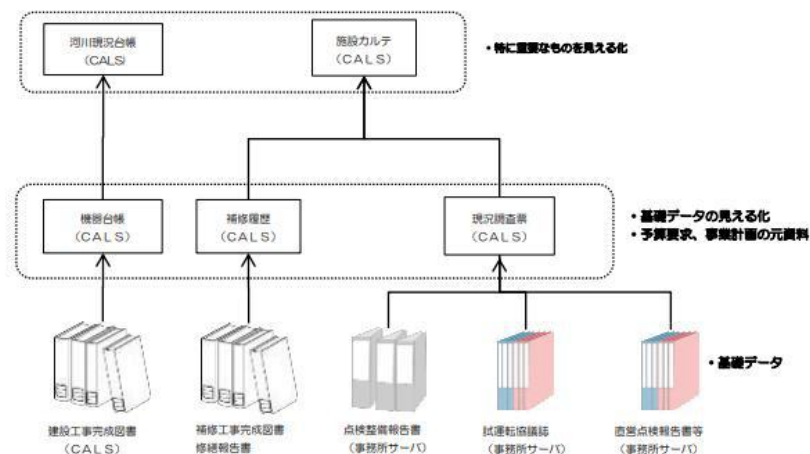 河川現況台帳
(CALS)
施設カルテ
(CALS)
・特に重要なものを見える化
機器台帳
(CALS)
補修履歴
(CALS)
現況調査票
(CALS)
・基礎データの見える化
・予算要求、事業計画の元資料
・基礎データ
建設工事完成図書
(CALS)
補修工事完成図書
修繕報告書
点検整備報告書
(事務所サーバ)
試運転協議誌
(事務所サーバ)
直営点検報告書等
(事務所サーバ)